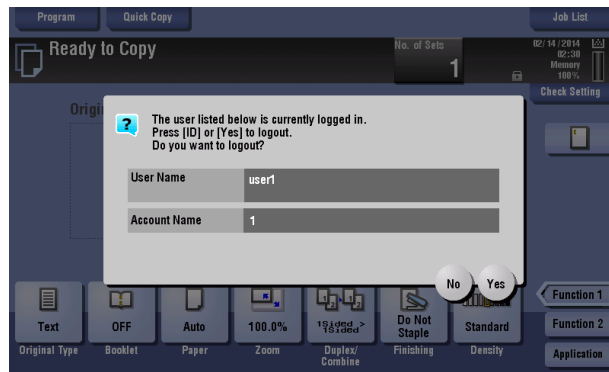 Program
Quick Copy
Job List
Ready to Copy
No. of Sets
1
02/14/2014
02:30
Memory
100%
Check Setting
The user listed below is currently logged in.
Press [ID] or [Yes] to logout.
Do you want to logout?
User Name
user1
Account Name
1
No
Yes
Text
OFF
Auto
100.0%
1Sided >
1Sided
Do Not
Staple
Standard
Function 1
Function 2
Original Type
Booklet
Paper
Zoom
Duplex/
Combine
Finishing
Density
Application